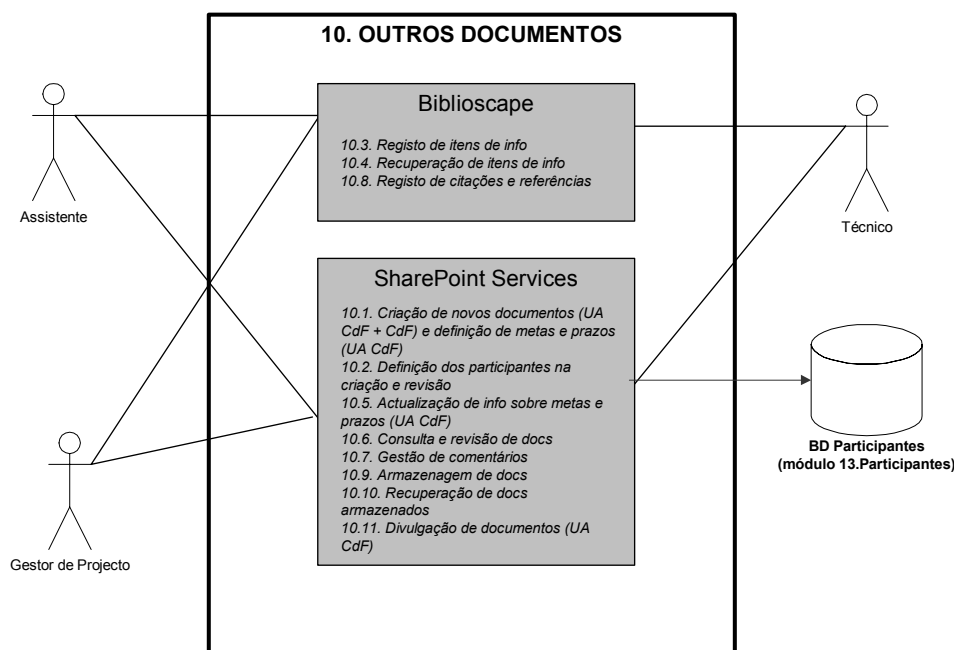 10. OUTROS DOCUMENTOS
Biblioscape
10.3. Registo de itens de info
10.4. Recuperação de itens de info
10.8. Registo de citações e referências
Assistente
Técnico
SharePoint Services
10.1. Criação de novos documentos (UA
CdF + CdF) e definição de metas e prazos
(UA CdF)
10.2. Definição dos participantes na
criação e revisão
10.5. Actualização de info sobre metas e
prazos (UA CdF)
10.6. Consulta e revisão de docs
10.7. Gestão de comentários
10.9. Armazenagem de docs
10.10. Recuperação de docs
armazenados
10.11. Divulgação de documentos (UA
CdF)
BD Participantes
(módulo 13.Participantes)
Gestor de Projecto